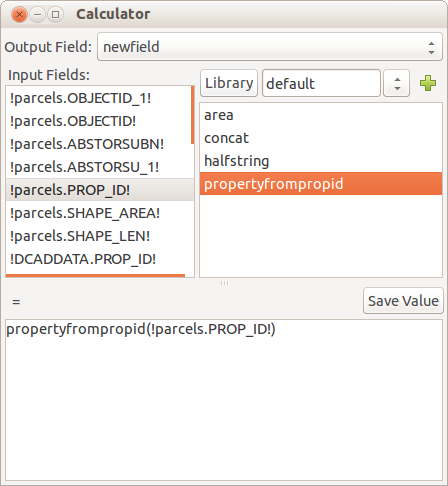 Calculator
Output Field: newfield
Input Fields:
Library default
!parcels.OBJECTID_1!
!parcels.OBJECTID!
!parcels.ABSTORSUBN!
!parcels.ABSTORSU_1!
!parcels.PROP_ID!
!parcels.SHAPE_AREA!
!parcels.SHAPE_LEN!
!DCADDATA.PROP_ID!
area
concat
halfstring
propertyfrompropid
=
Save Value
propertyfrompropid(!parcels.PROP_ID!)